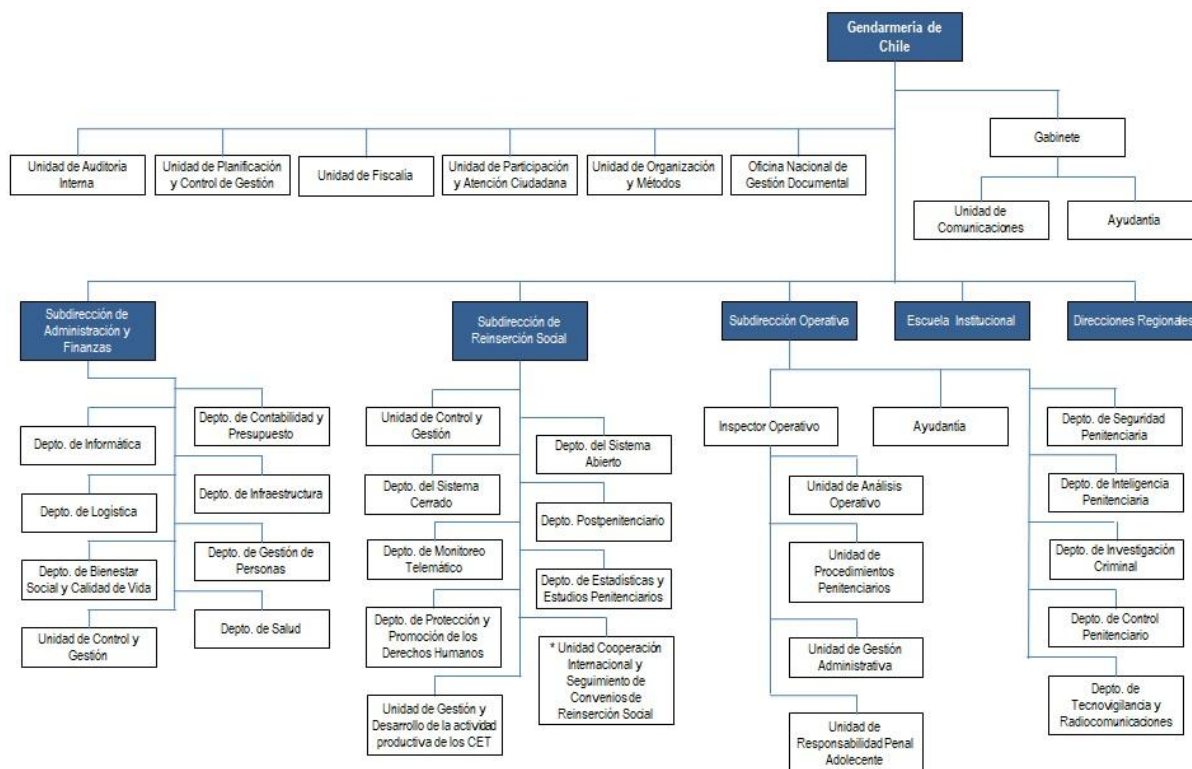 Gendarmería de
Chile
Gabinete
Unidad de Auditoría
Interna
Unidad de Planificación
y Control de Gestión
Unidad de Fiscalía
Unidad de Participación
y Atención Ciudadana
Unidad de Organización
y Métodos
Oficina Nacional de
Gestión Documental
Unidad de
Comunicaciones
Ayudantía
Subdirección de
Administración y
Finanzas
Subdirección de
Reinserción Social
Subdirección Operativa
Escuela Institucional
Direcciones Regionales
Depto. de Contabilidad y
Presupuesto
Depto. de Informática
Depto. de Infraestructura
Depto. de Logística
Depto. de Gestión de
Personas
Depto. de Bienestar
Social y Calidad de Vida
Depto. de Salud
Unidad de Control y
Gestión
Unidad de Control y
Gestión
Depto. del Sistema
Abierto
Depto. del Sistema
Cerrado
Depto. Postpenitenciario
Depto. de Monitoreo
Telemático
Depto. de Estadísticas y
Estudios Penitenciarios
Depto. de Protección y
Promoción de los
Derechos Humanos
* Unidad Cooperación
Internacional y
Seguimiento de
Convenios de
Reinserción Social
Unidad de Gestión y
Desarrollo de la actividad
productiva de los CET
Inspector Operativo
Ayudantía
Unidad de Análisis
Operativo
Unidad de
Procedimientos
Penitenciarios
Unidad de Gestión
Administrativa
Unidad de
Responsabilidad Penal
Adolecente
Depto. de Seguridad
Penitenciaria
Depto. de Inteligencia
Penitenciaria
Depto. de Investigación
Criminal
Depto. de Control
Penitenciario
Depto. de
Tecnovigilancia y
Radiocomunicaciones